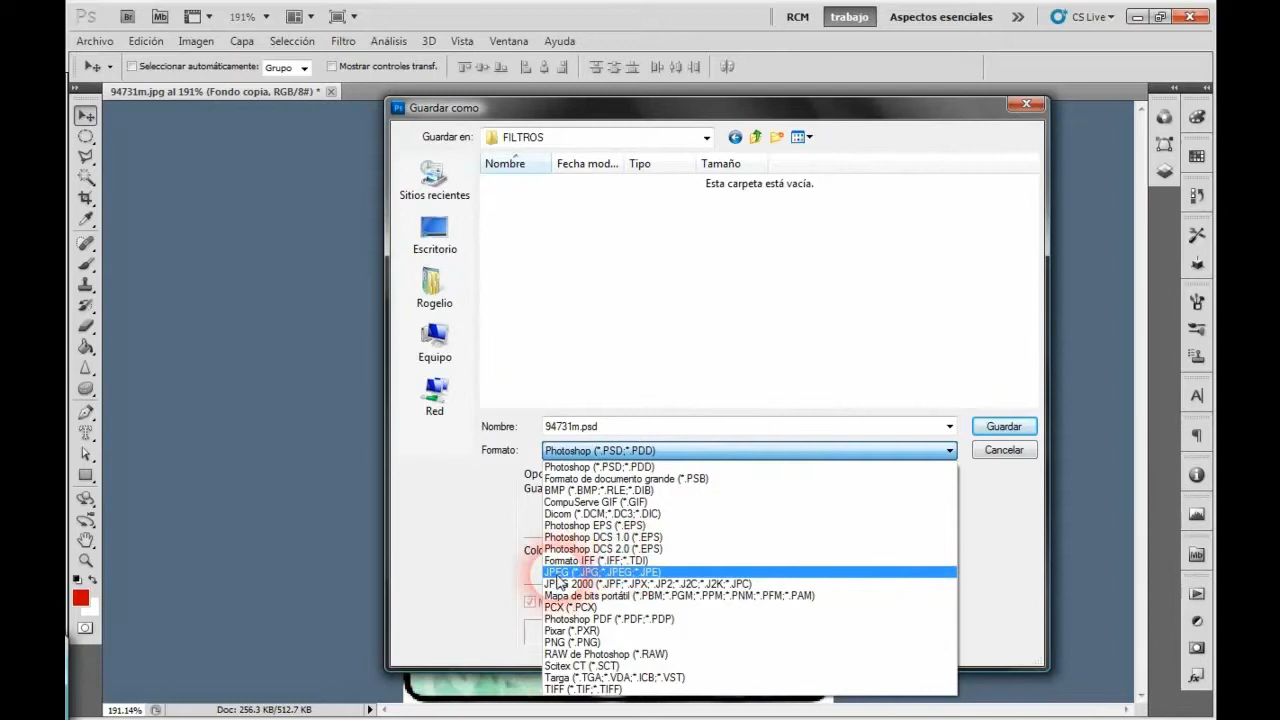 Ps Br Mb 191% RCM trabajo Aspectos esenciales » CS Live
Archivo Edición Imagen Capa Selección Filtro Análisis 3D Vista Ventana Ayuda
Seleccionar automáticamente: Grupo Mostrar controles transf.
94731m.jpg al 191% (Fondo copia, RGB/8#) *
Guardar como
Guardar en: FILTROS
Nombre Fecha mod... Tipo Tamaño
Esta carpeta está vacía.
Sitios recientes
Escritorio
Rogelio
Equipo
Red
Nombre: 94731m.psd Guardar
Formato: Photoshop (*.PSD;*.PDD) Cancelar
Photoshop (*.PSD;*.PDD)
Formato de documento grande (*.PSB)
BMP (*.BMP;*.RLE;*.DIB)
CompuServe GIF (*.GIF)
Dicom (*.DCM;*.DC3;*.DIC)
Photoshop EPS (*.EPS)
Photoshop DCS 1.0 (*.EPS)
Photoshop DCS 2.0 (*.EPS)
Formato IFF (*.IFF;*.TDI)
JPEG (*.JPG;*.JPEG;*.JPE)
2000 (*.JPF;*.JPX;*.JP2;*.J2C;*.J2K;*.JPC)
Mapa de bits portátil (*.PBM;*.PGM;*.PPM;*.PNM;*.PFM;*.PAM)
PCX (*.PCX)
Photoshop PDF (*.PDF;*.PDP)
Pixar (*.PXR)
PNG (*.PNG)
RAW de Photoshop (*.RAW)
Scitex CT (*.SCT)
Targa (*.TGA;*.VDA;*.ICB;*.VST)
TIFF (*.TIF;*.TIFF)
191.14% Doc: 256.3 KB/512.7 KB